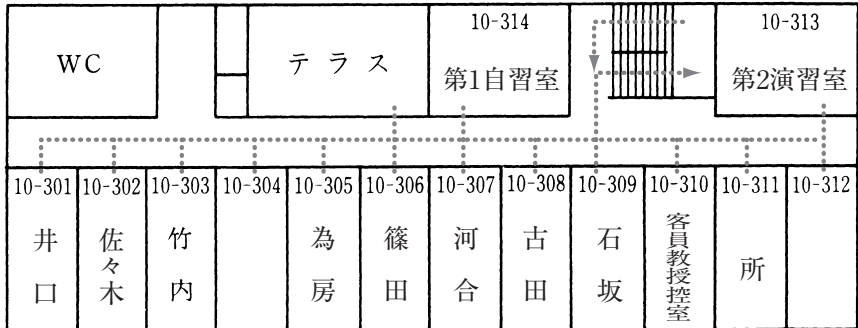 10-314
10-313
WC
テラス
第1自習室
第2演習室
10-301
10-302
10-303
10-304
10-305
10-306
10-307
10-308
10-309
10-310
10-311
10-312
井口
佐々木
竹内
為房
篠田
河合
古田
石坂
客員教授控室
所